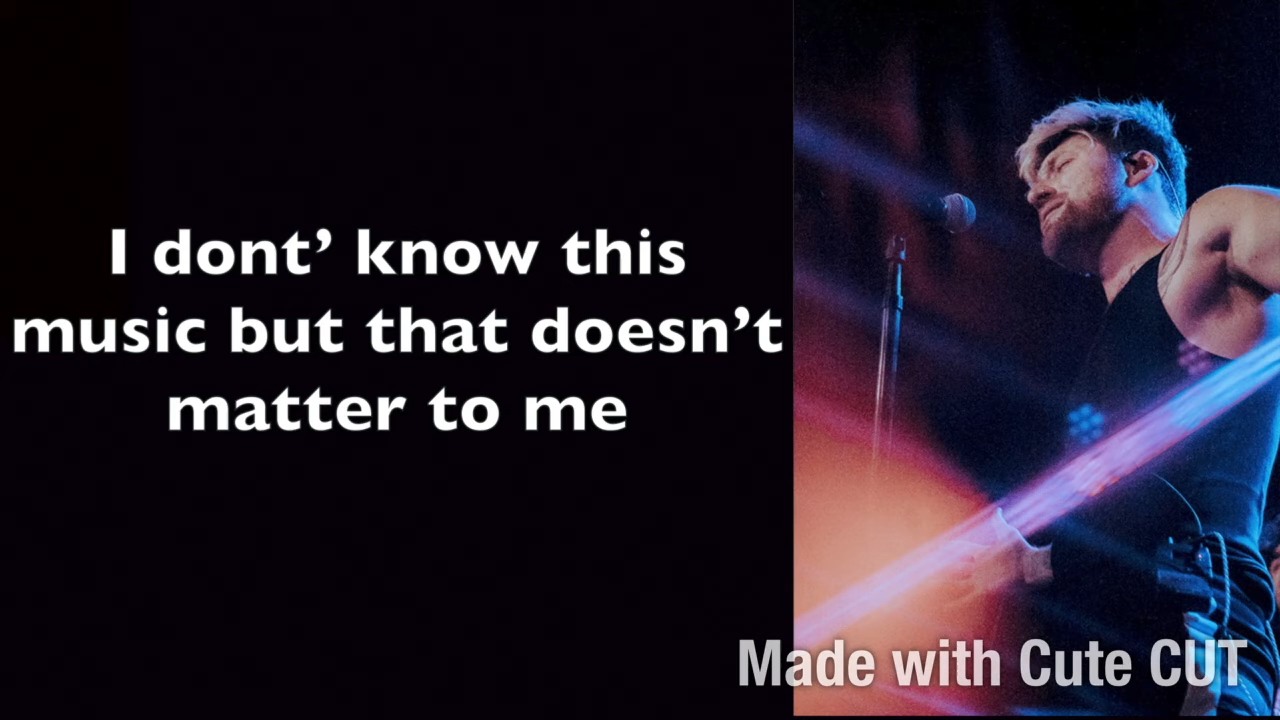 I dont’ know this
music but that doesn’t
matter to me
Made with Cute CUT